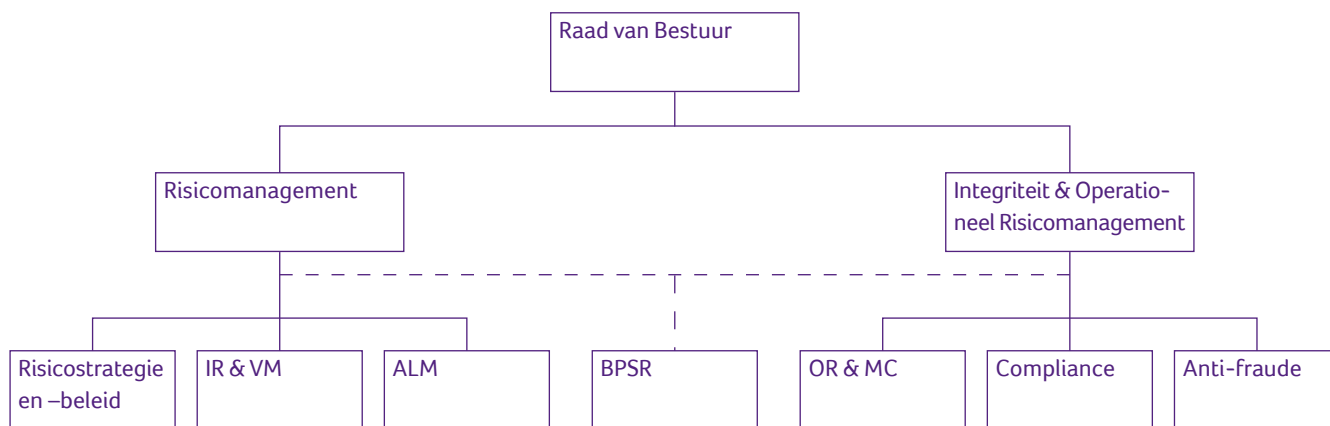 Raad van Bestuur
Risicomanagement
Integriteit & Operatio-
neel Risicomanagement
Risicostrategie
en –beleid
IR & VM
ALM
BPSR
OR & MC
Compliance
Anti-fraude